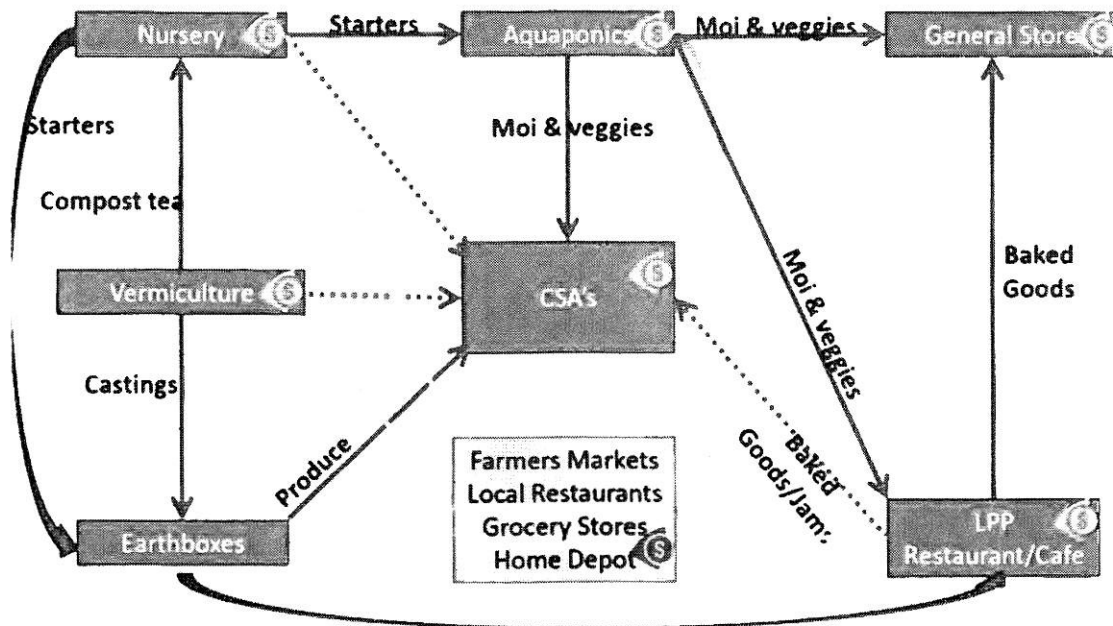 Nursery
Starters
Aquaponics
Moi & veggies
General Store
Starters
Moi & veggies
Compost tea
Vermiculture
CSA's
Moi & veggies
Baked
Goods
Castings
Produce
Farmers Markets
Local Restaurants
Grocery Stores
Home Depot
Baked
Goods/Jams
Earthboxes
LPP
Restaurant/Cafe